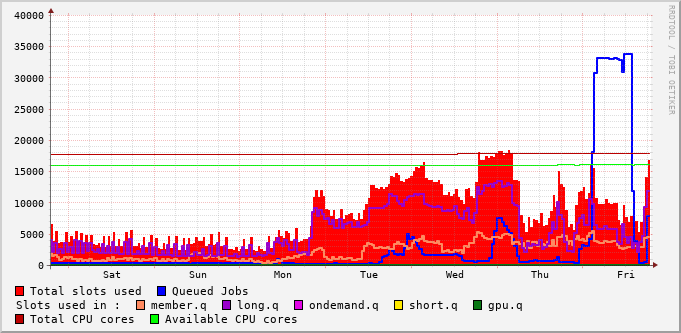 40000
35000
30000
25000
20000
15000
10000
5000
0
Sat Sun Mon Tue Wed Thu Fri
RRDTOOL / TOBI OETIKER
Total slots used Queued Jobs
Slots used in : member.q long.q ondemand.q short.q gpu.q
Total CPU cores Available CPU cores